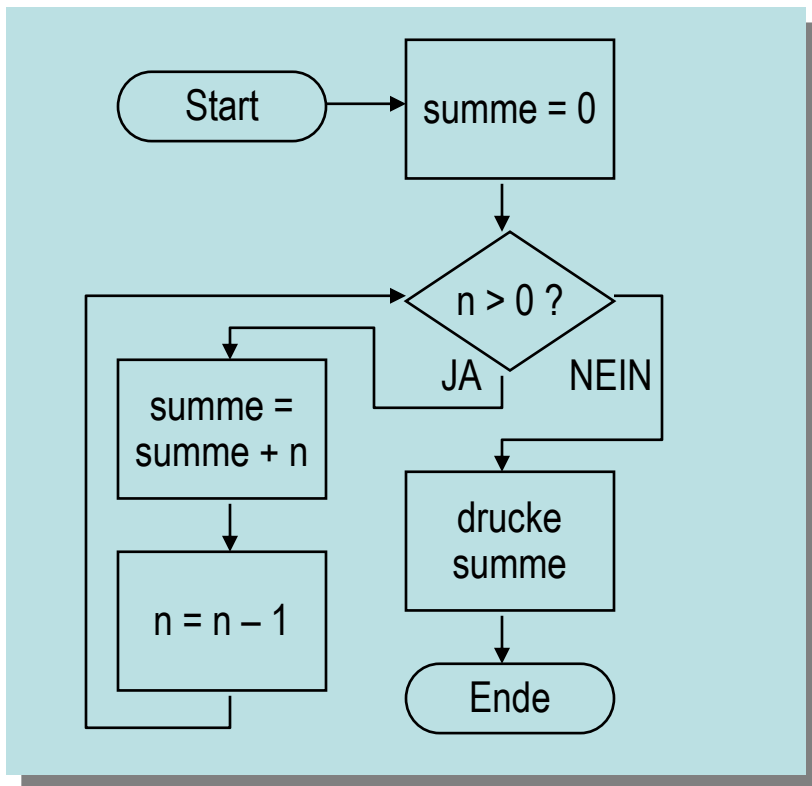 Start
summe = 0
n > 0 ?
JA
NEIN
summe =
summe + n
n = n – 1
drucke
summe
Ende